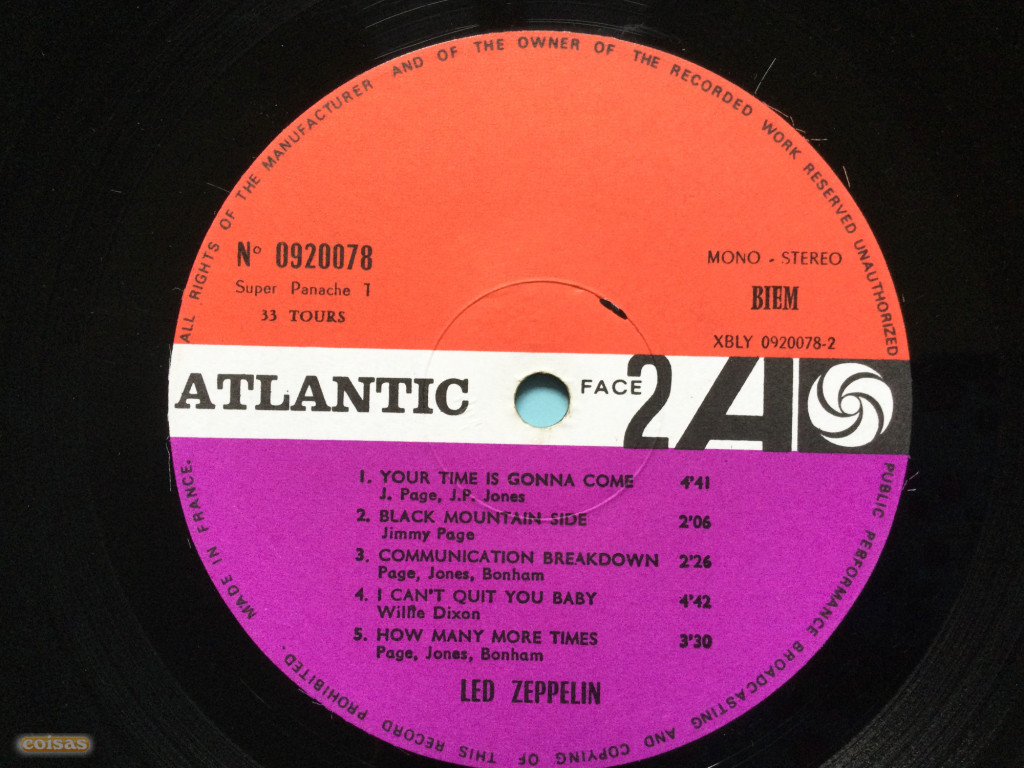 ALL RIGHTS OF THE MANUFACTURER AND OF THE OWNER OF THE RECORDED WORK RESERVED UNAUTHORIZED
PUBLIC PERFORMANCE BROADCASTING AND COPYING OF THIS RECORD PROHIBITED.
MADE IN FRANCE.
Nº 0920078
Super Panache 1
33 TOURS
MONO - STEREO
BIEM
XBLY 0920078-2
ATLANTIC
FACE 2
A
1. YOUR TIME IS GONNA COME 4'41
J. Page, J.P. Jones
2. BLACK MOUNTAIN SIDE 2'06
Jimmy Page
3. COMMUNICATION BREAKDOWN 2'26
Page, Jones, Bonham
4. I CAN'T QUIT YOU BABY 4'42
Willie Dixon
5. HOW MANY MORE TIMES 3'30
Page, Jones, Bonham
LED ZEPPELIN
coisas